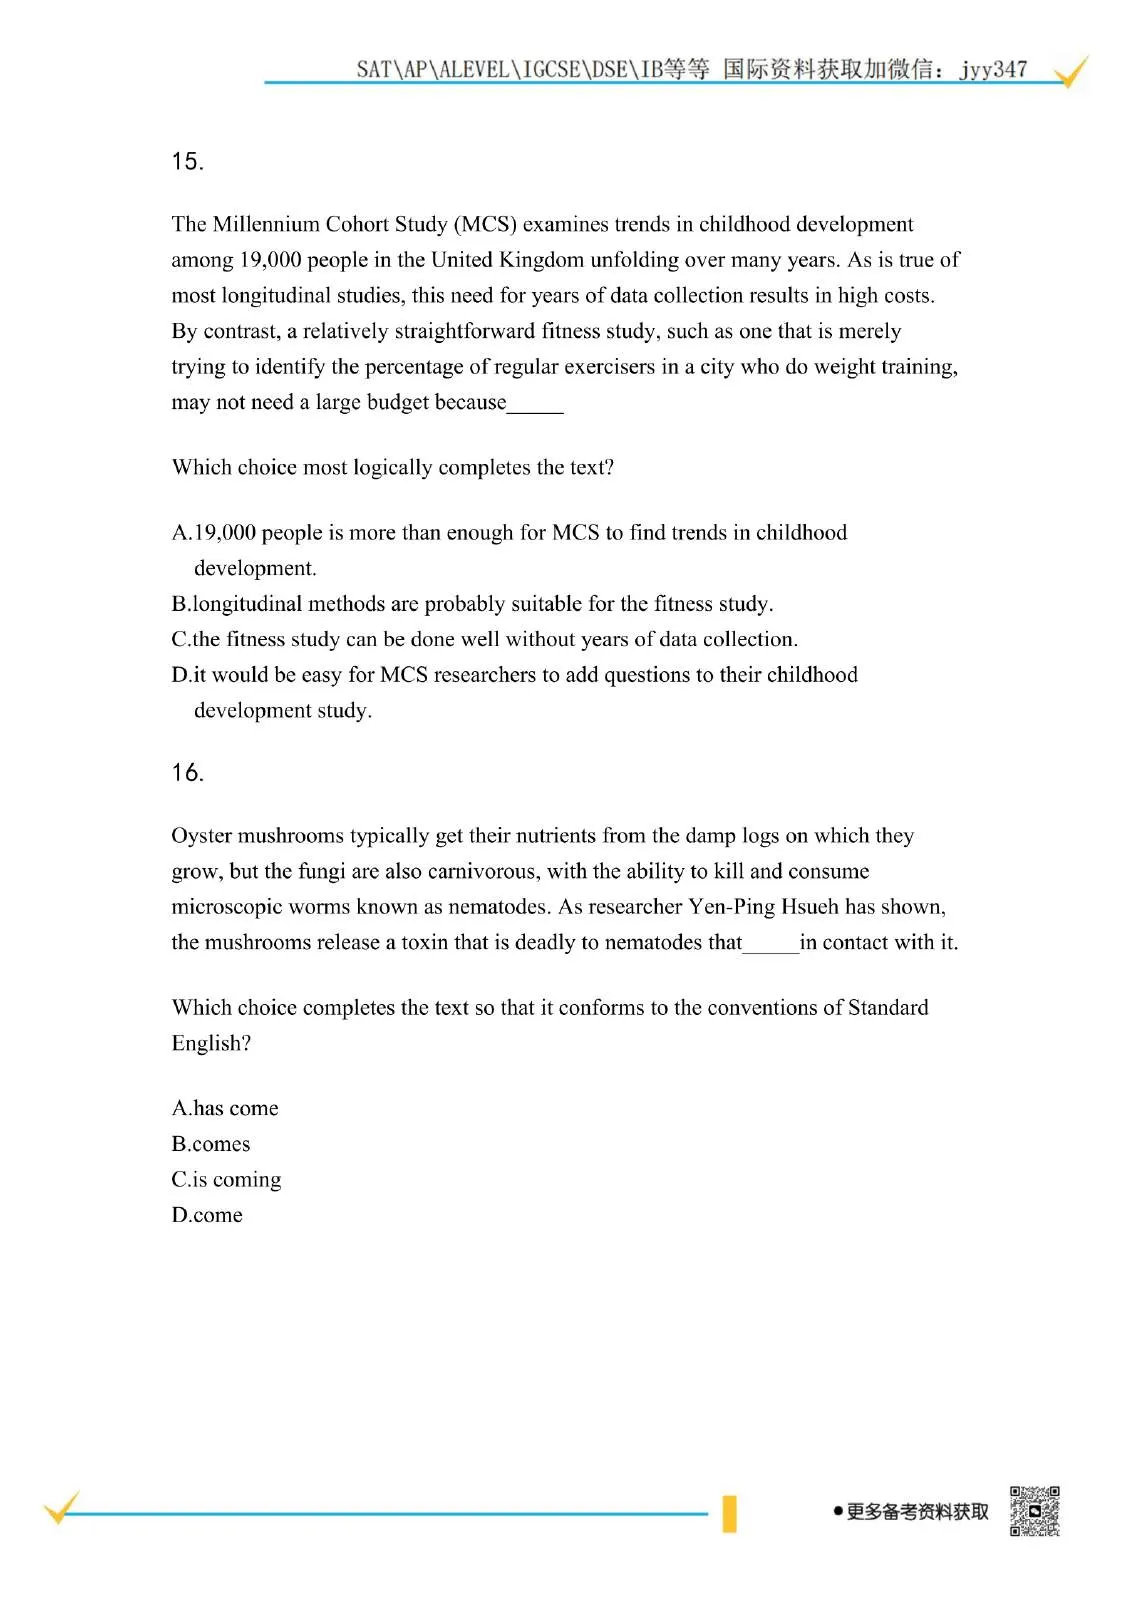 SAT\AP\ALEVEL\IGCSE\DSE\IB等等 国际资料获取加微信：jyy347
15.
The Millennium Cohort Study (MCS) examines trends in childhood development
among 19,000 people in the United Kingdom unfolding over many years. As is true of
most longitudinal studies, this need for years of data collection results in high costs.
By contrast, a relatively straightforward fitness study, such as one that is merely
trying to identify the percentage of regular exercisers in a city who do weight training,
may not need a large budget because_____
Which choice most logically completes the text?
A.19,000 people is more than enough for MCS to find trends in childhood
development.
B.longitudinal methods are probably suitable for the fitness study.
C.the fitness study can be done well without years of data collection.
D.it would be easy for MCS researchers to add questions to their childhood
development study.
16.
Oyster mushrooms typically get their nutrients from the damp logs on which they
grow, but the fungi are also carnivorous, with the ability to kill and consume
microscopic worms known as nematodes. As researcher Yen-Ping Hsueh has shown,
the mushrooms release a toxin that is deadly to nematodes that_____in contact with it.
Which choice completes the text so that it conforms to the conventions of Standard
English?
A.has come
B.comes
C.is coming
D.come
●更多备考资料获取